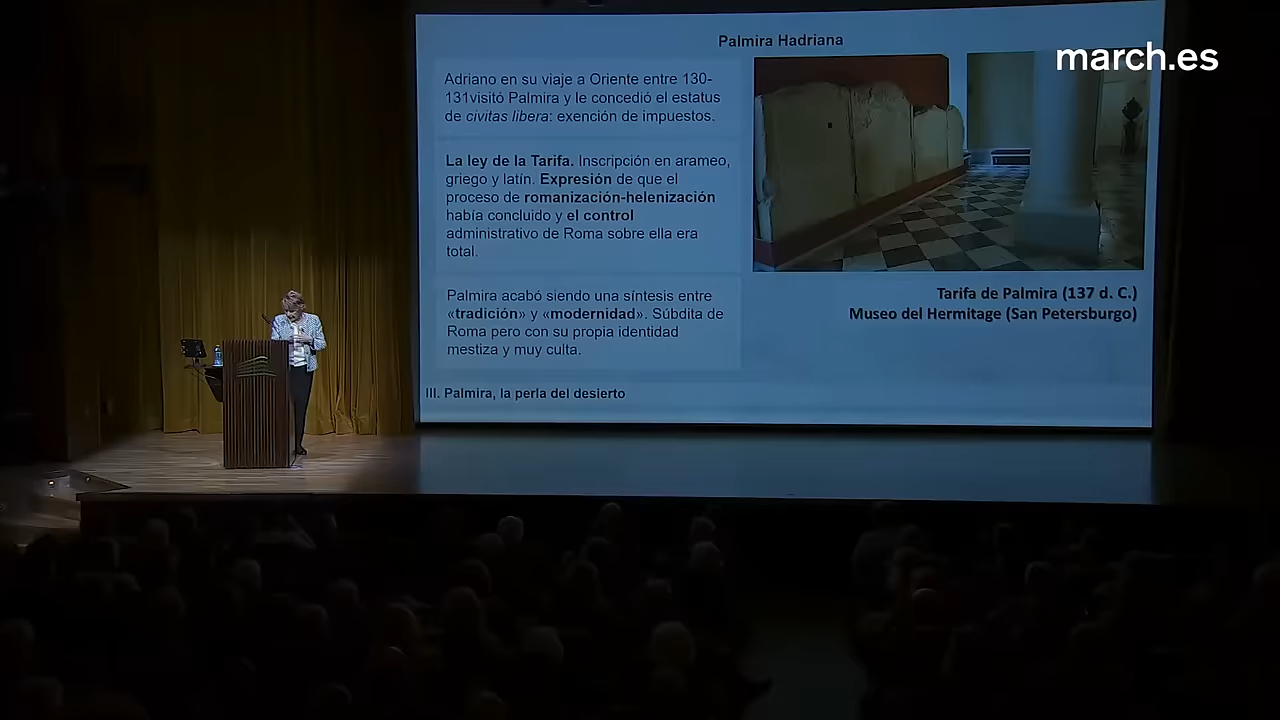 march.es
Palmira Hadriana
Adriano en su viaje a Oriente entre 130-
131visitó Palmira y le concedió el estatus
de civitas libera: exención de impuestos.
La ley de la Tarifa. Inscripción en arameo,
griego y latín. Expresión de que el
proceso de romanización-helenización
había concluido y el control
administrativo de Roma sobre ella era
total.
Palmira acabó siendo una síntesis entre
«tradición» y «modernidad». Súbdita de
Roma pero con su propia identidad
mestiza y muy culta.
Tarifa de Palmira (137 d. C.)
Museo del Hermitage (San Petersburgo)
III. Palmira, la perla del desierto